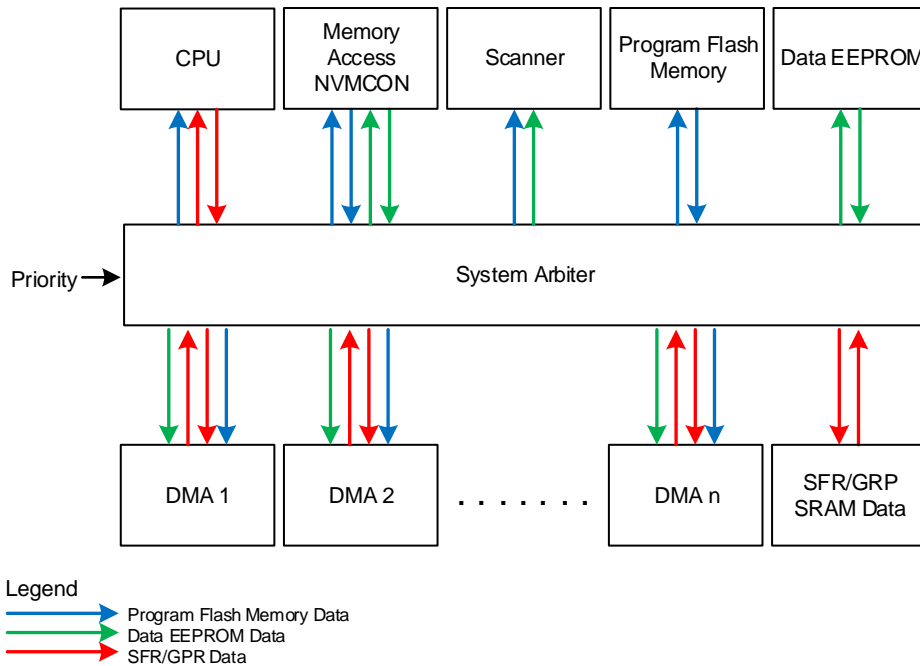 CPU
Memory
Access
NVMCON
Scanner
Program Flash
Memory
Data EEPROM
Priority
System Arbiter
DMA 1
DMA 2
. . . . . . .
DMA n
SFR/GRP
SRAM Data
Legend
Program Flash Memory Data
Data EEPROM Data
SFR/GPR Data